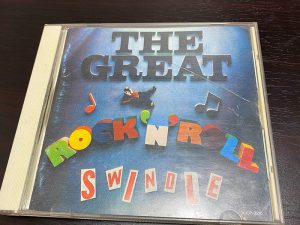 THE
GREAT
ROCK'N'ROLL
SWINDLE